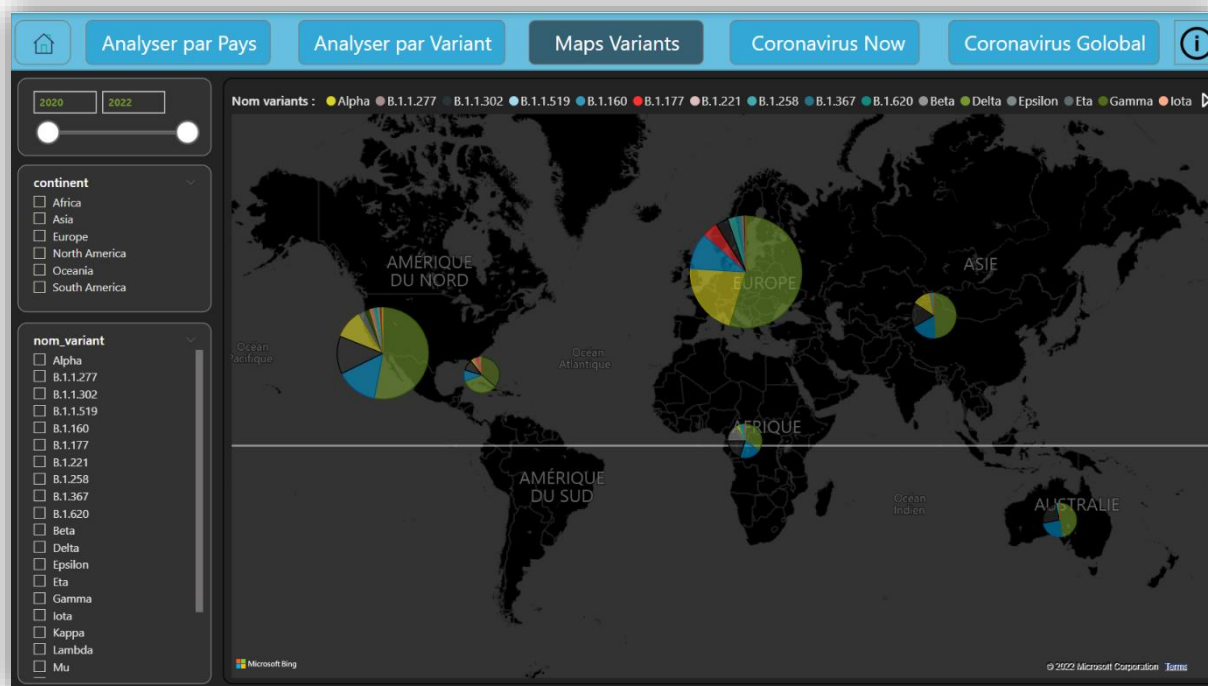 Analyser par Pays
Analyser par Variant
Maps Variants
Coronavirus Now
Coronavirus Golobal
2020 2022
continent
Africa
Asia
Europe
North America
Oceania
South America
nom_variant
Alpha
B.1.1.277
B.1.1.302
B.1.1.519
B.1.160
B.1.177
B.1.221
B.1.258
B.1.367
B.1.620
Beta
Delta
Epsilon
Eta
Gamma
Iota
Kappa
Lambda
Mu
Nom variants : Alpha B.1.1.277 B.1.1.302 B.1.1.519 B.1.160 B.1.177 B.1.221 B.1.258 B.1.367 B.1.620 Beta Delta Epsilon Eta Gamma Iota
AMÉRIQUE
DU NORD
EUROPE
ASIE
Océan
Pacifique
Océan
Atlantique
AFRIQUE
AMÉRIQUE
DU SUD
Océan
Indien
AUSTRALIE
Microsoft Bing
© 2022 Microsoft Corporation Terms